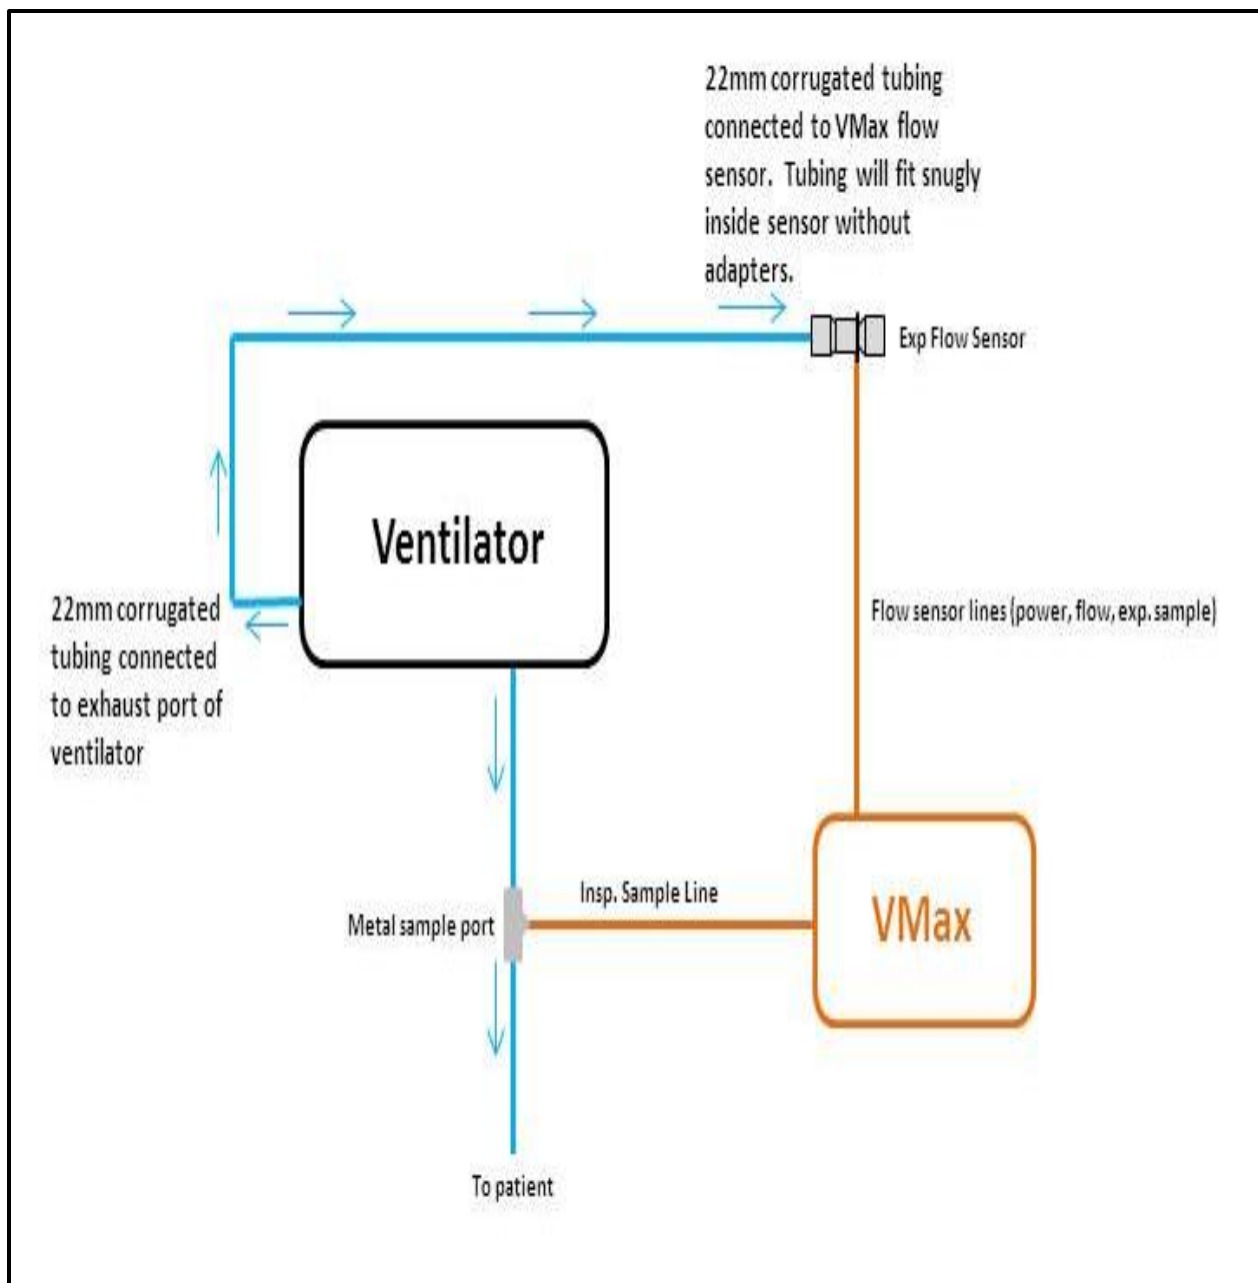 22mm corrugated tubing
connected to VMax flow
sensor. Tubing will fit snugly
inside sensor without
adapters.
Exp Flow Sensor
Ventilator
22mm corrugated
tubing connected
to exhaust port of
ventilator
Flow sensor lines (power, flow, exp. sample)
Insp. Sample Line
Metal sample port
VMax
To patient